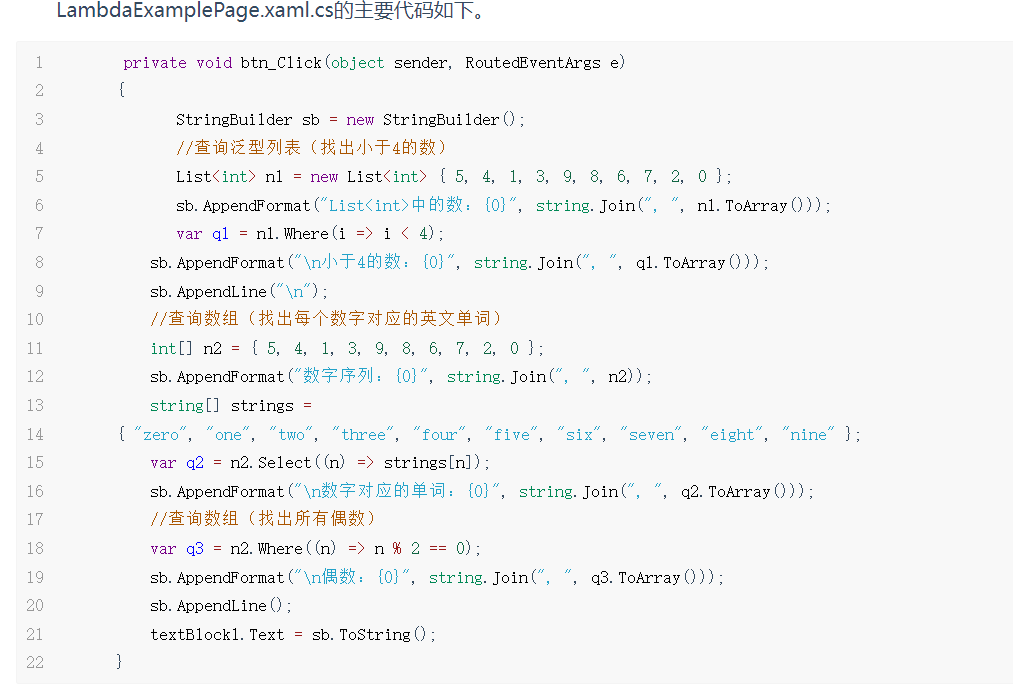 LambdaExamplePage.xaml.cs的主要代码如下。
1 private void btn_Click(object sender, RoutedEventArgs e)
2 {
3 StringBuilder sb = new StringBuilder();
4 //查询泛型列表（找出小于4的数）
5 List<int> n1 = new List<int> { 5, 4, 1, 3, 9, 8, 6, 7, 2, 0 };
6 sb.AppendFormat("List<int>中的数：{0}", string.Join(", ", n1.ToArray()));
7 var q1 = n1.Where(i => i < 4);
8 sb.AppendFormat("\n小于4的数：{0}", string.Join(", ", q1.ToArray()));
9 sb.AppendLine("\n");
10 //查询数组（找出每个数字对应的英文单词）
11 int[] n2 = { 5, 4, 1, 3, 9, 8, 6, 7, 2, 0 };
12 sb.AppendFormat("数字序列：{0}", string.Join(", ", n2));
13 string[] strings =
14 { "zero", "one", "two", "three", "four", "five", "six", "seven", "eight", "nine" };
15 var q2 = n2.Select((n) => strings[n]);
16 sb.AppendFormat("\n数字对应的单词：{0}", string.Join(", ", q2.ToArray()));
17 //查询数组（找出所有偶数）
18 var q3 = n2.Where((n) => n % 2 == 0);
19 sb.AppendFormat("\n偶数：{0}", string.Join(", ", q3.ToArray()));
20 sb.AppendLine();
21 textBlock1.Text = sb.ToString();
22 }